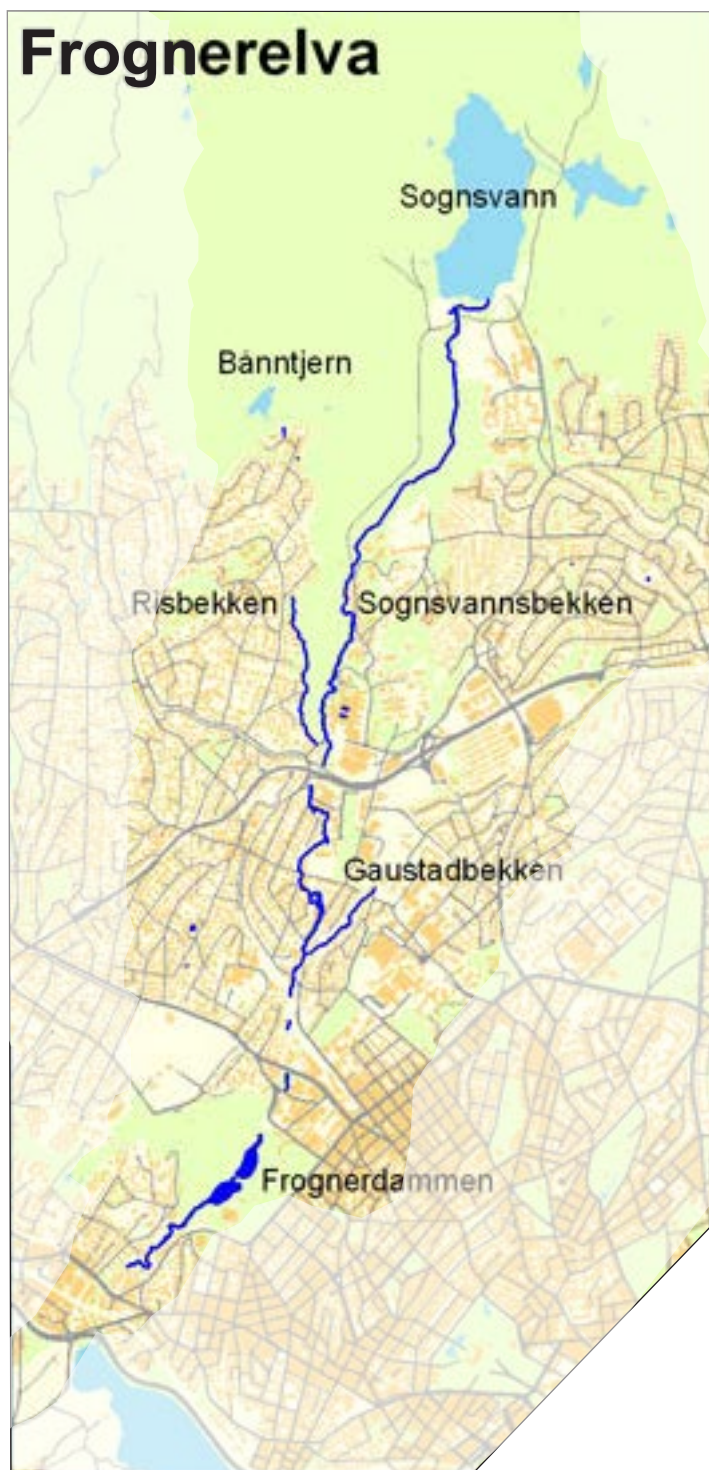 Frognerelva
Sognsvann
Bånntjern
Risbekken
Sognsvannsbekken
Gaustadbekken
Frognerdammen